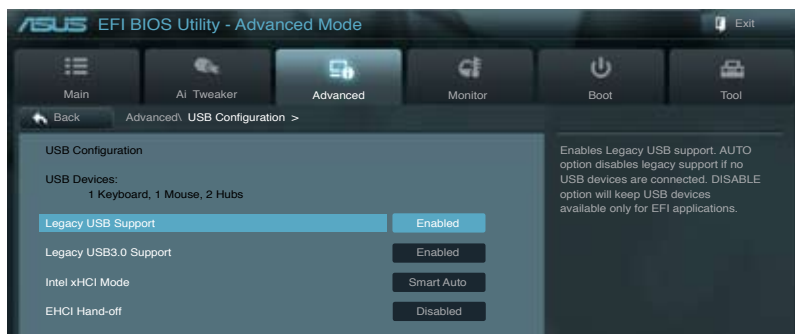 ASUS EFI BIOS Utility - Advanced Mode
Exit
Main
Ai Tweaker
Advanced
Monitor
Boot
Tool
Back
Advanced\ USB Configuration >
USB Configuration
USB Devices:
1 Keyboard, 1 Mouse, 2 Hubs
Legacy USB Support Enabled
Legacy USB3.0 Support Enabled
Intel xHCI Mode Smart Auto
EHCI Hand-off Disabled
Enables Legacy USB support. AUTO
option disables legacy support if no
USB devices are connected. DISABLE
option will keep USB devices
available only for EFI applications.